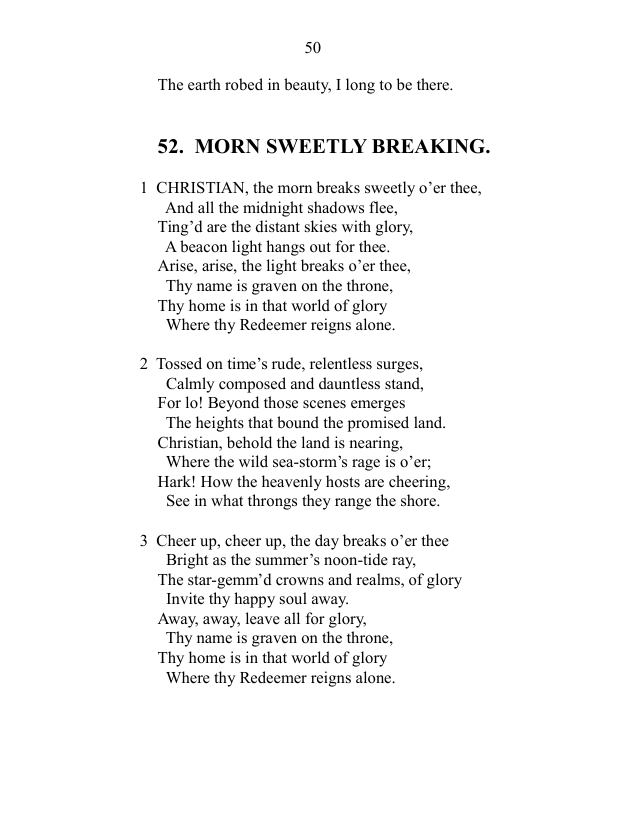 50
The earth robed in beauty, I long to be there.
52. MORN SWEETLY BREAKING.
1 CHRISTIAN, the morn breaks sweetly o’er thee,
And all the midnight shadows flee,
Ting’d are the distant skies with glory,
A beacon light hangs out for thee.
Arise, arise, the light breaks o’er thee,
Thy name is graven on the throne,
Thy home is in that world of glory
Where thy Redeemer reigns alone.
2 Tossed on time’s rude, relentless surges,
Calmly composed and dauntless stand,
For lo! Beyond those scenes emerges
The heights that bound the promised land.
Christian, behold the land is nearing,
Where the wild sea-storm’s rage is o’er;
Hark! How the heavenly hosts are cheering,
See in what throngs they range the shore.
3 Cheer up, cheer up, the day breaks o’er thee
Bright as the summer’s noon-tide ray,
The star-gemm’d crowns and realms, of glory
Invite thy happy soul away.
Away, away, leave all for glory,
Thy name is graven on the throne,
Thy home is in that world of glory
Where thy Redeemer reigns alone.